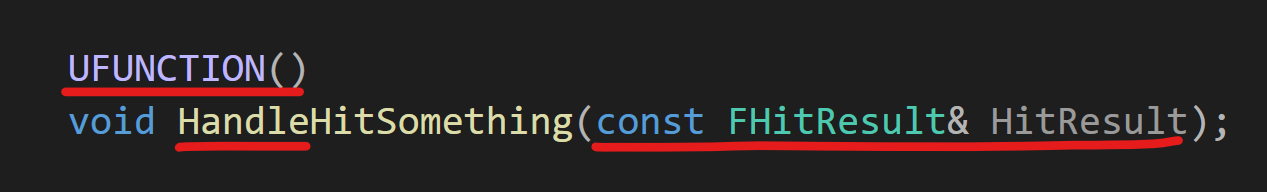 UFUNCTION()
void HandleHitSomething(const FHitResult& HitResult);